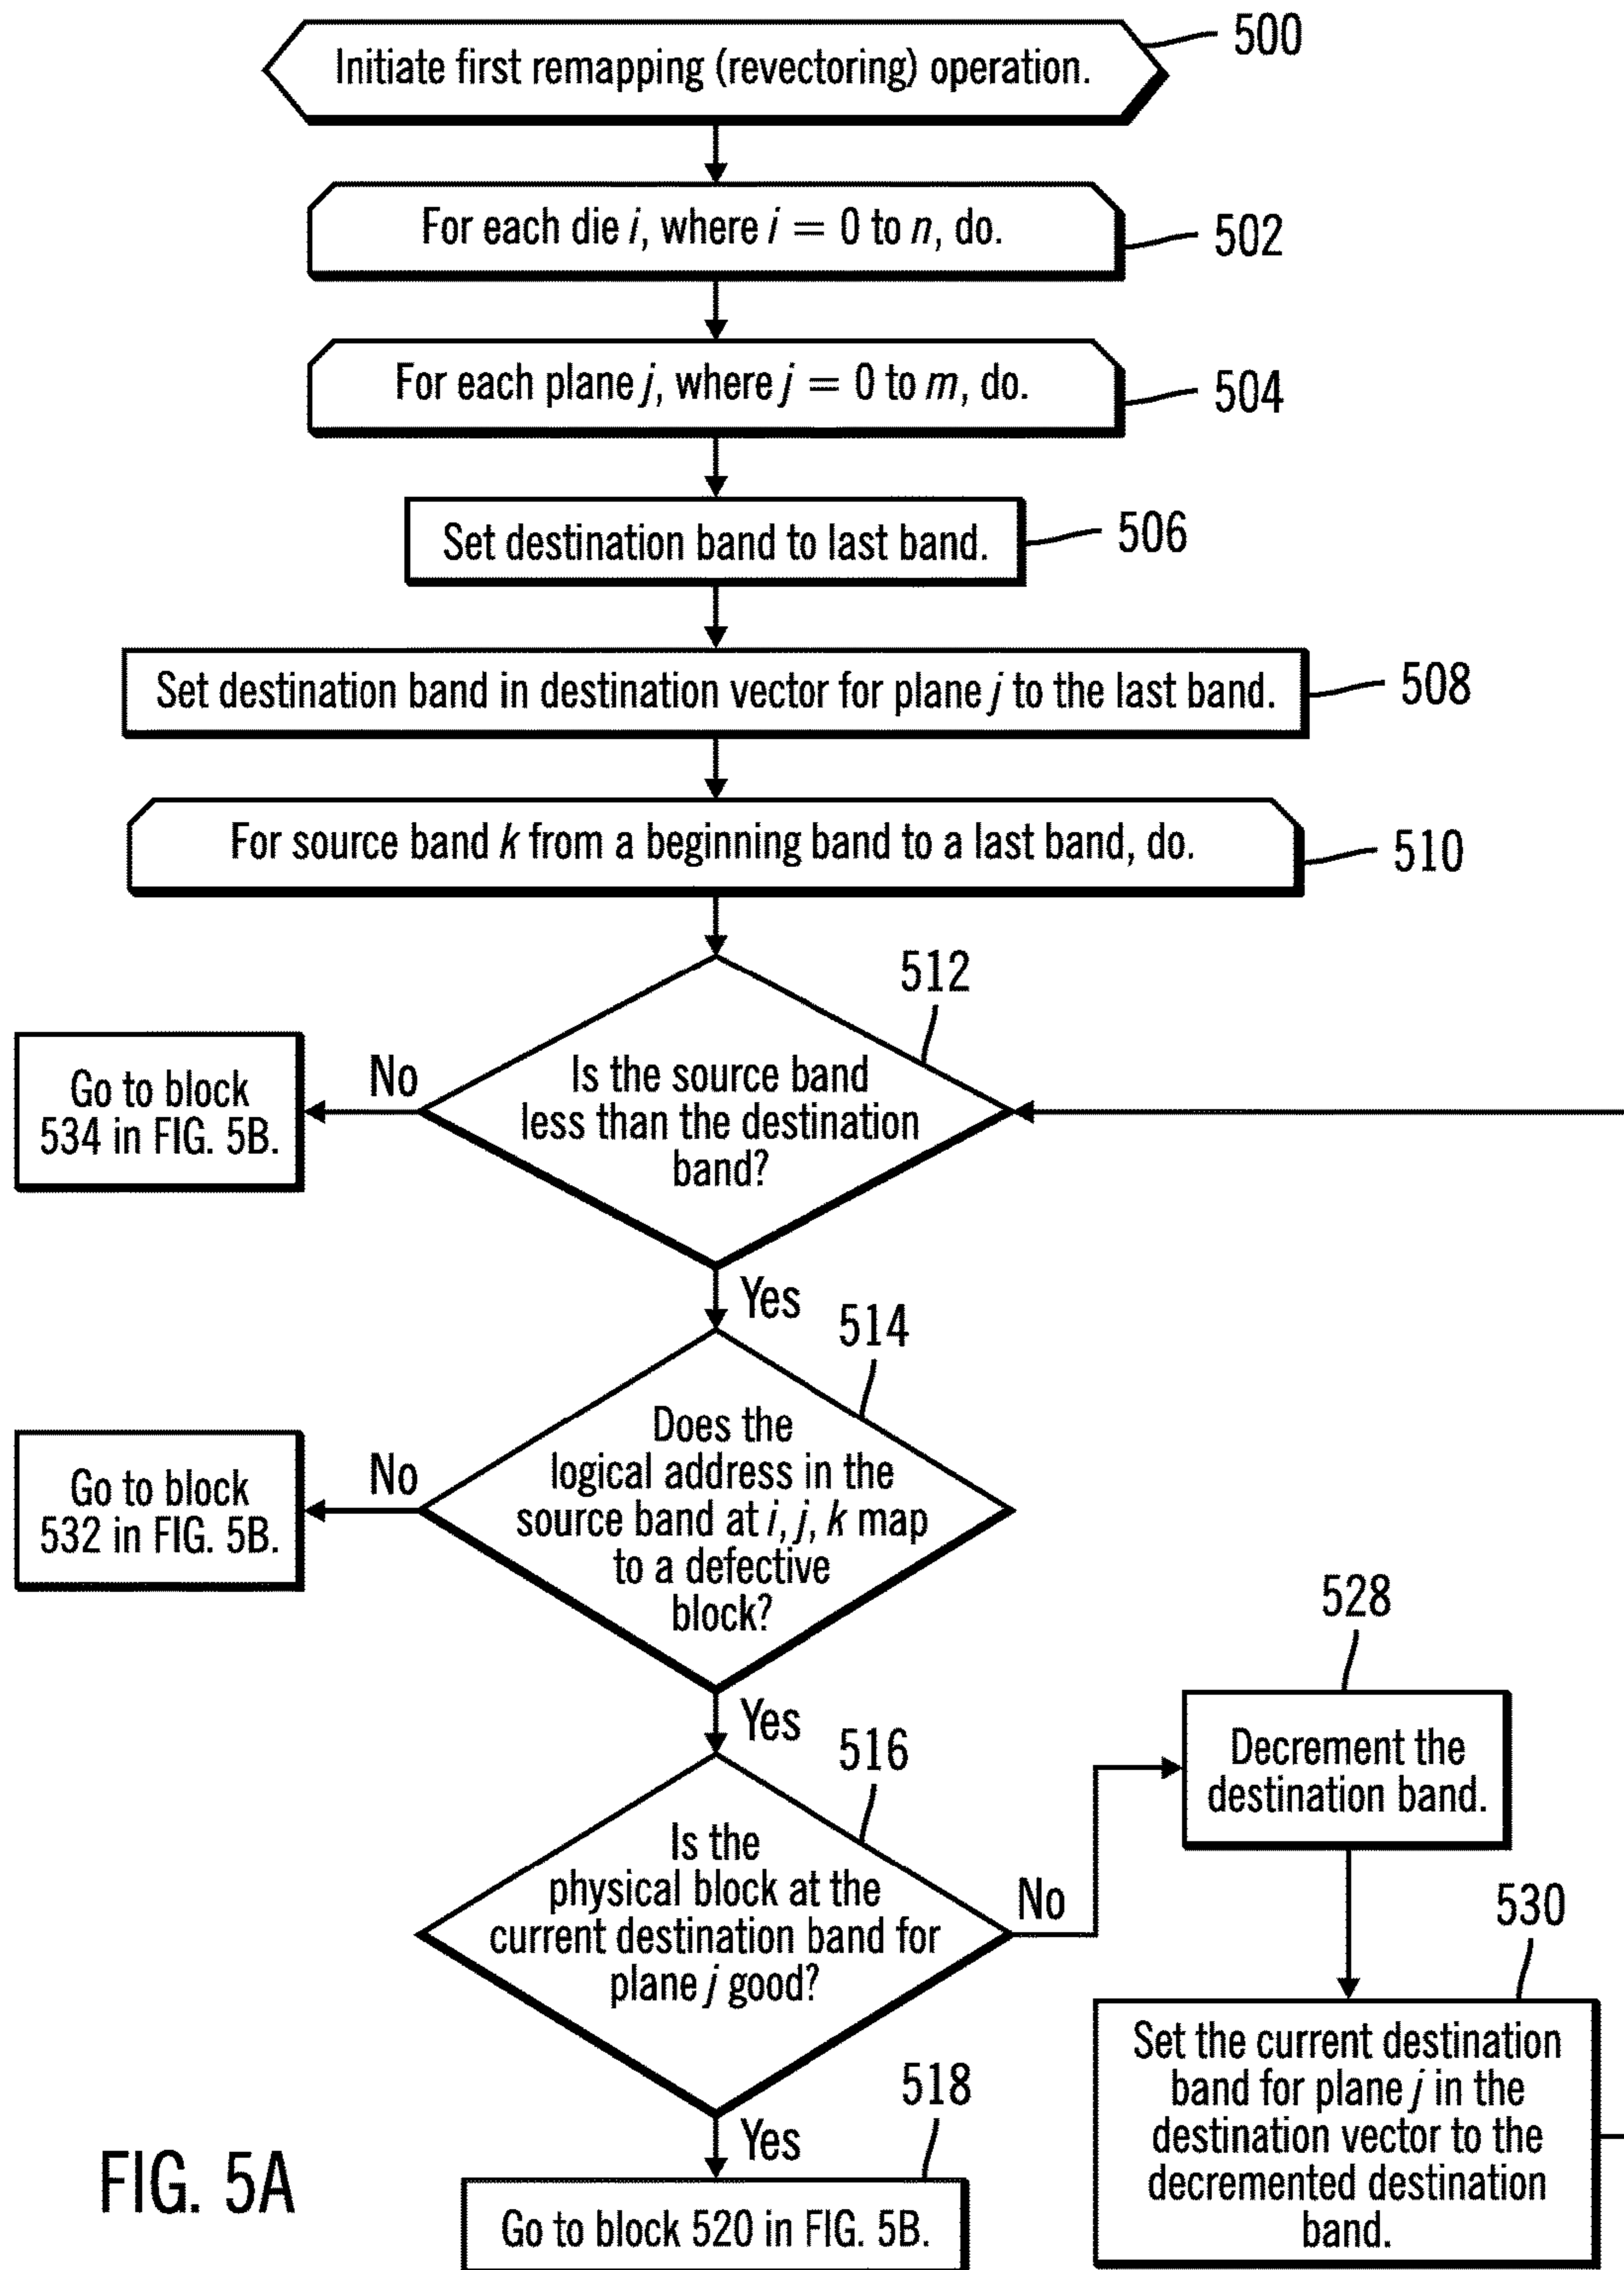 500
Initiate first remapping (revectoring) operation.
For each die i, where i = 0 to n, do.
502
For each plane j, where j = 0 to m, do.
504
Set destination band to last band.
506
Set destination band in destination vector for plane j to the last band.
508
For source band k from a beginning band to a last band, do.
510
512
Is the source band
less than the destination
band?
No
Go to block
534 in FIG. 5B.
Yes
514
Does the
logical address in the
source band at i, j, k map
to a defective
block?
No
Go to block
532 in FIG. 5B.
Yes
516
Is the
physical block at the
current destination band for
plane j good?
No
528
Decrement the
destination band.
530
Set the current destination
band for plane j in the
destination vector to the
decremented destination
band.
Yes
518
Go to block 520 in FIG. 5B.
FIG. 5A